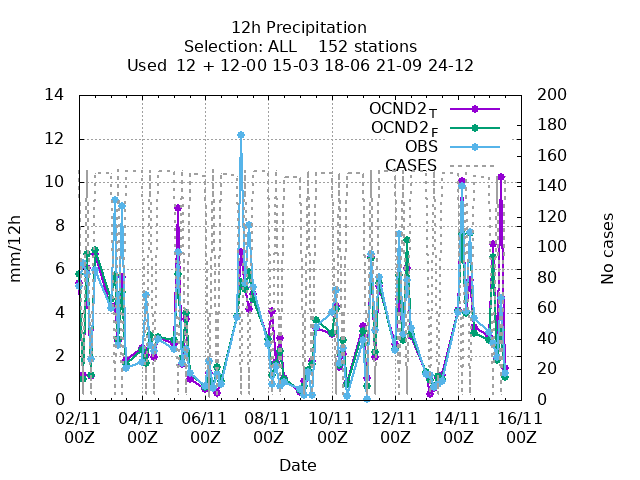 12h Precipitation
Selection: ALL    152 stations
Used  12 + 12-00 15-03 18-06 21-09 24-12
14 200
OCND2 T
180
12 OCND2 F
160
OBS
CASES
10 140
120
8
100
6 80
60
4
40
2
20
0 0
02/11 04/11 06/11 08/11 10/11 12/11 14/11 16/11
00Z 00Z 00Z 00Z 00Z 00Z 00Z 00Z
Date
mm/12h
No cases